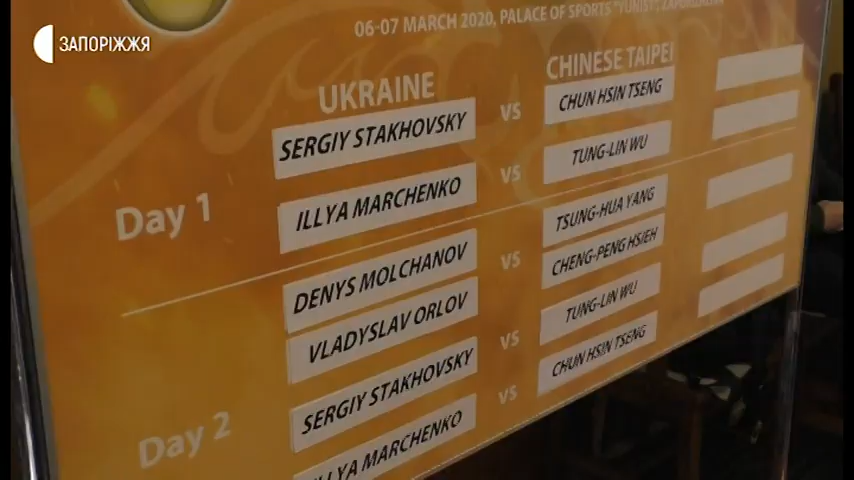 ЗАПОРІЖЖЯ
06-07 MARCH 2020, PALACE OF SPORTS "YUNIST",
UKRAINE CHINESE TAIPEI
Day 1
SERGIY STAKHOVSKY VS CHUN HSIN TSENG
ILLYA MARCHENKO VS TUNG-LIN WU
Day 2
DENYS MOLCHANOV VS TSUNG-HUA YANG
VLADYSLAV ORLOV CHENG-PENG HSIEH
SERGIY STAKHOVSKY VS TUNG-LIN WU
ILLYA MARCHENKO VS CHUN HSIN TSENG